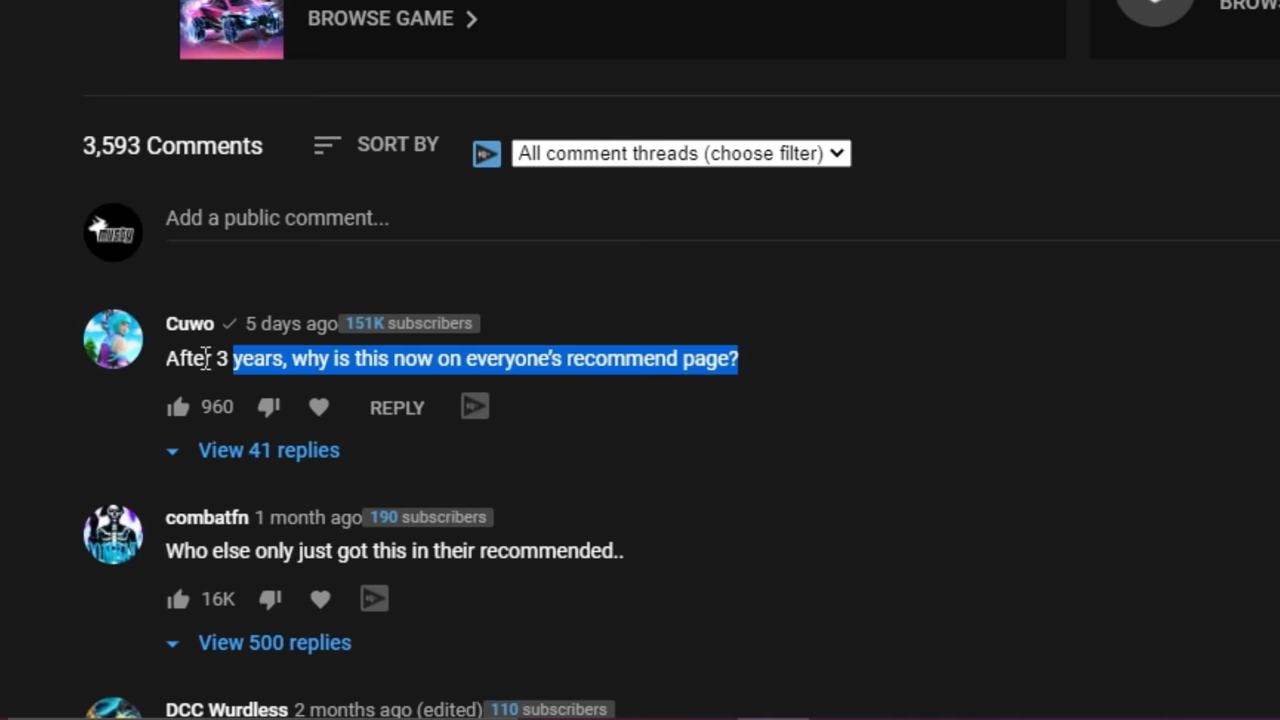 BROWSE GAME
BROWS
3,593 Comments SORT BY All comment threads (choose filter)
musty
Add a public comment...
Cuwo 5 days ago 151K subscribers
After 3 years, why is this now on everyone's recommend page?
960 REPLY
View 41 replies
combatfn 1 month ago 190 subscribers
Who else only just got this in their recommended..
16K
View 500 replies
DCC Wurdless 2 months ago (edited) 110 subscribers